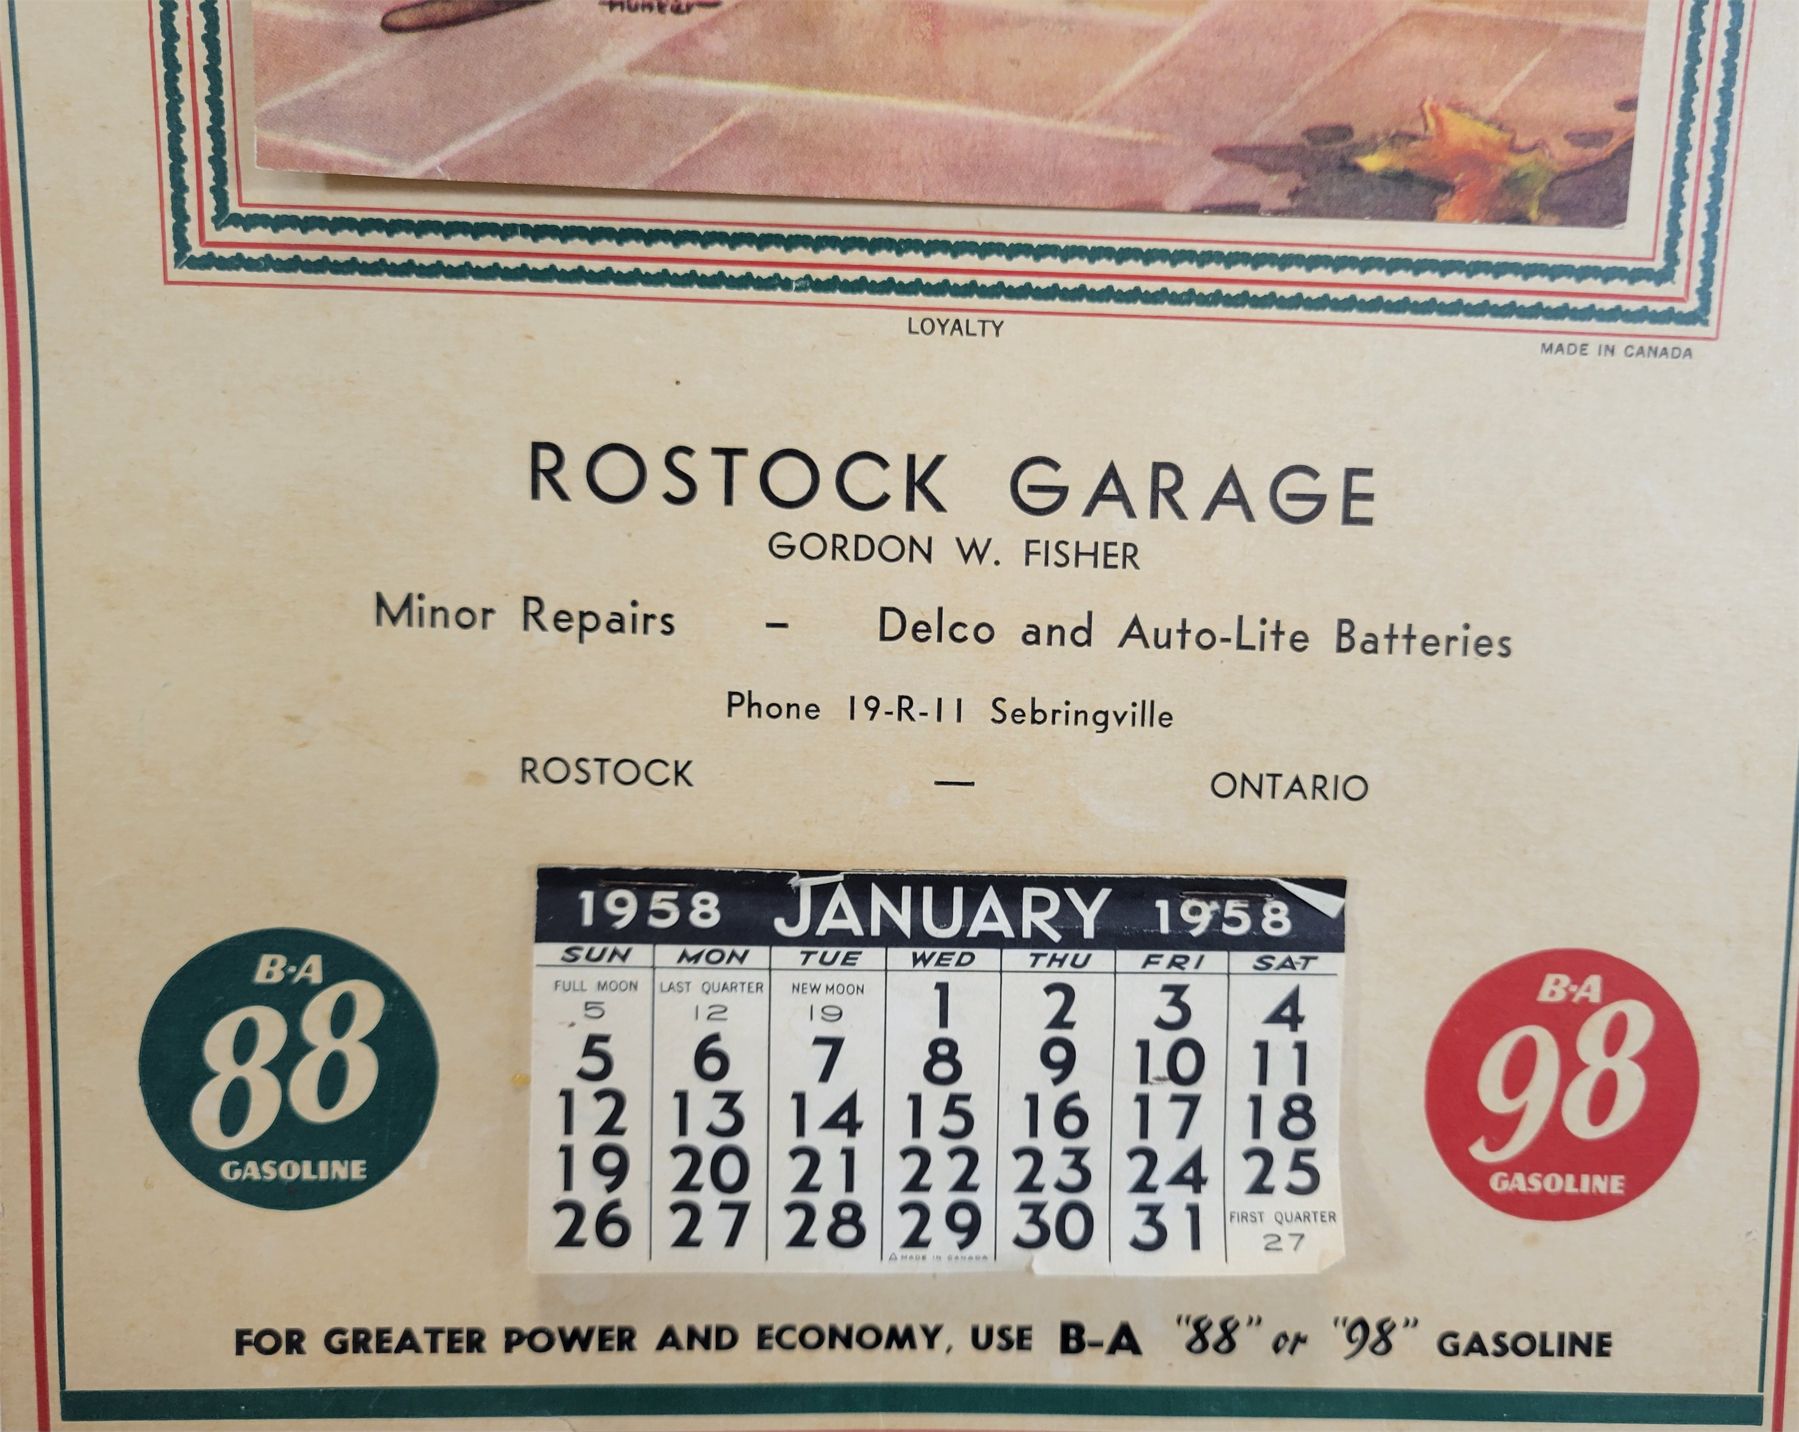 Hunter
LOYALTY
MADE IN CANADA
ROSTOCK GARAGE
GORDON W. FISHER
Minor Repairs – Delco and Auto-Lite Batteries
Phone 19-R-11 Sebringville
ROSTOCK — ONTARIO
1958 JANUARY 1958
SUN MON TUE WED THU FRI SAT
FULL MOON LAST QUARTER NEW MOON
5 12 19 1 2 3 4
5 6 7 8 9 10 11
12 13 14 15 16 17 18
19 20 21 22 23 24 25
26 27 28 29 30 31 FIRST QUARTER
27
MADE IN CANADA
B-A
88
GASOLINE
B-A
98
GASOLINE
FOR GREATER POWER AND ECONOMY, USE B-A "88" or "98" GASOLINE